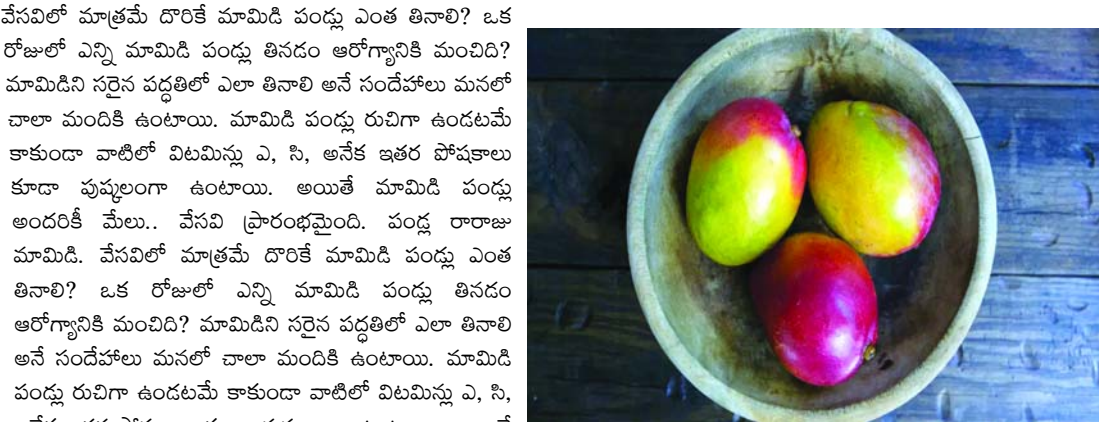 వేసవిలో మాత్రమే దొరికే మామిడి పండ్లు ఎంత తినాలి? ఒక
రోజులో ఎన్ని మామిడి పండ్లు తినడం ఆరోగ్యానికి మంచిది?
మామిడిని సరైన పద్ధతిలో ఎలా తినాలి అనే సందేహాలు మనలో
చాలా మందికి ఉంటాయి. మామిడి పండ్లు రుచిగా ఉండటమే
కాకుండా వాటిలో విటమిన్లు ఎ, సి, అనేక ఇతర పోషకాలు
కూడా పుష్కలంగా ఉంటాయి. అయితే మామిడి పండ్లు
అందరికీ మేలు.. వేసవి ప్రారంభమైంది. పండ్ల రారాజు
మామిడి. వేసవిలో మాత్రమే దొరికే మామిడి పండ్లు ఎంత
తినాలి? ఒక రోజులో ఎన్ని మామిడి పండ్లు తినడం
ఆరోగ్యానికి మంచిది? మామిడిని సరైన పద్ధతిలో ఎలా తినాలి
అనే సందేహాలు మనలో చాలా మందికి ఉంటాయి. మామిడి
పండ్లు రుచిగా ఉండటమే కాకుండా వాటిలో విటమిన్లు ఎ, సి,